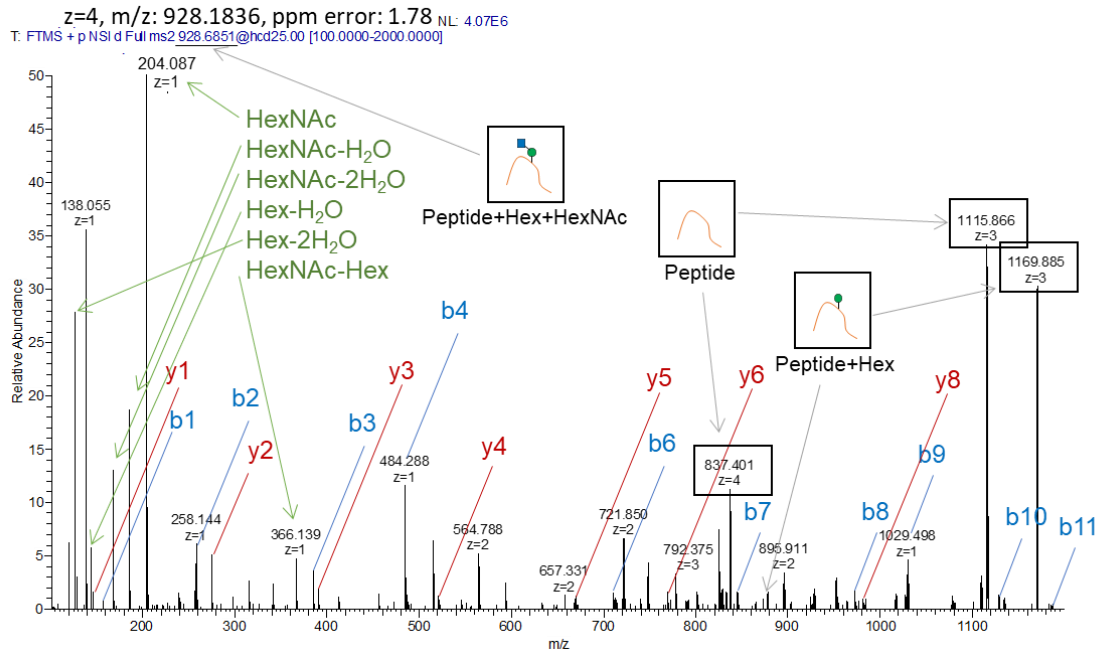 z=4, m/z: 928.1836, ppm error: 1.78 NL: 4.07E6
T: FTMS + p NSI d Full ms2 928.6851@hcd25.00 [100.0000-2000.0000]
204.087
z=1
HexNAc
HexNAc-H₂O
HexNAc-2H₂O
Hex-H₂O
Hex-2H₂O
HexNAc-Hex
138.055
z=1
Peptide+Hex+HexNAc
Peptide
Peptide+Hex
1115.866
z=3
1169.885
z=3
y1
b1
b2
y2
b3
y3
b4
y4
y5
b6
y6
b7
b8
y8
b9
b10
b11
258.144
z=1
366.139
z=1
484.288
z=1
564.788
z=2
657.331
z=2
721.850
z=2
792.375
z=3
837.401
z=4
895.911
z=2
1029.498
z=1
Relative Abundance
50
45
40
35
30
25
20
15
10
5
0
200
300
400
500
600
700
800
900
1000
1100
m/z